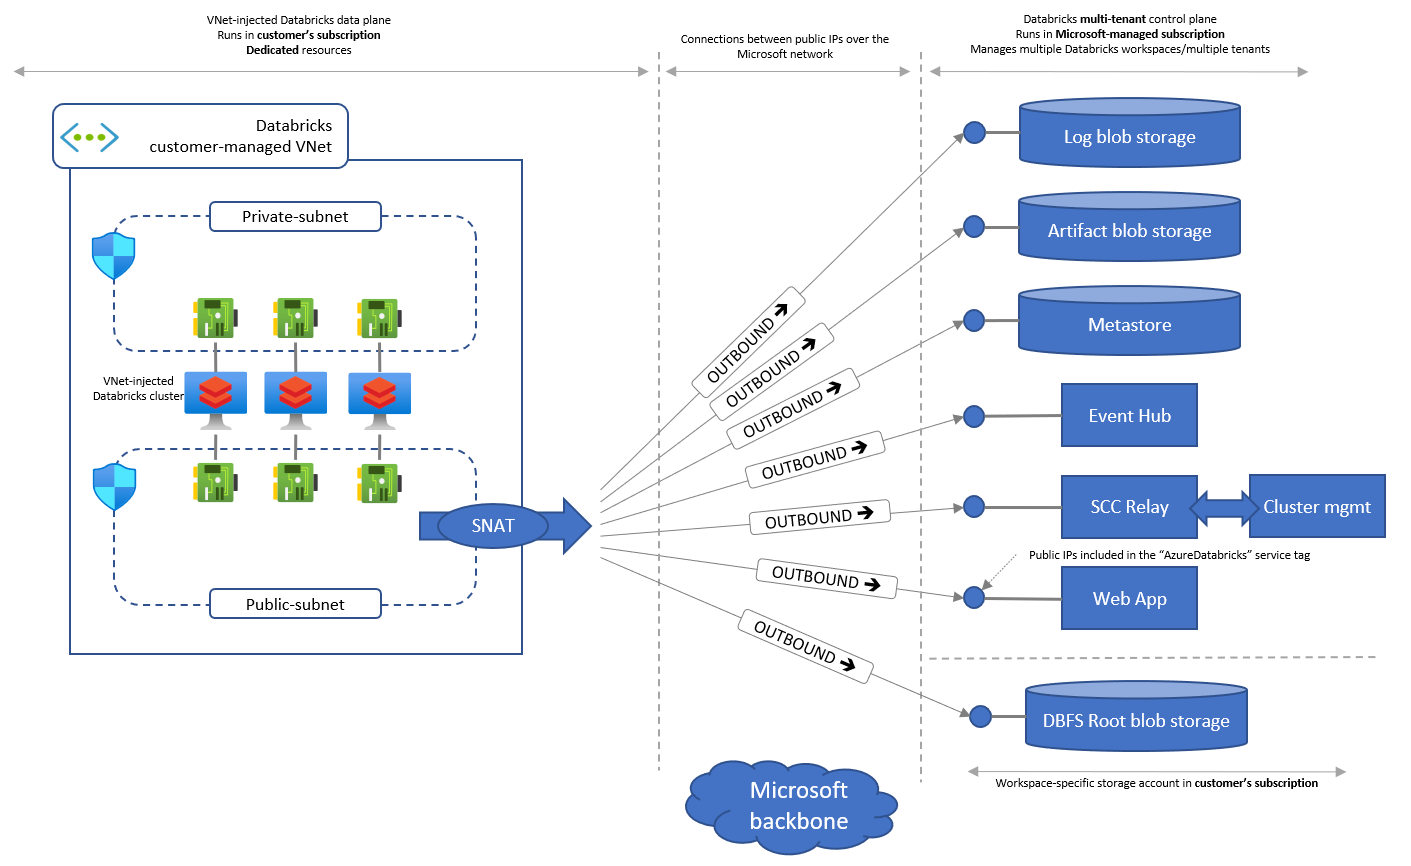 VNet-injected Databricks data plane
Runs in customer's subscription
Dedicated resources
Connections between public IPs over the
Microsoft network
Databricks multi-tenant control plane
Runs in Microsoft-managed subscription
Manages multiple Databricks workspaces/multiple tenants
Databricks
customer-managed VNet
Private-subnet
VNet-injected
Databricks cluster
Public-subnet
SNAT
OUTBOUND
OUTBOUND
OUTBOUND
OUTBOUND
OUTBOUND
OUTBOUND
OUTBOUND
Log blob storage
Artifact blob storage
Metastore
Event Hub
SCC Relay
Cluster mgmt
Public IPs included in the “AzureDatabricks” service tag
Web App
DBFS Root blob storage
Workspace-specific storage account in customer's subscription
Microsoft
backbone